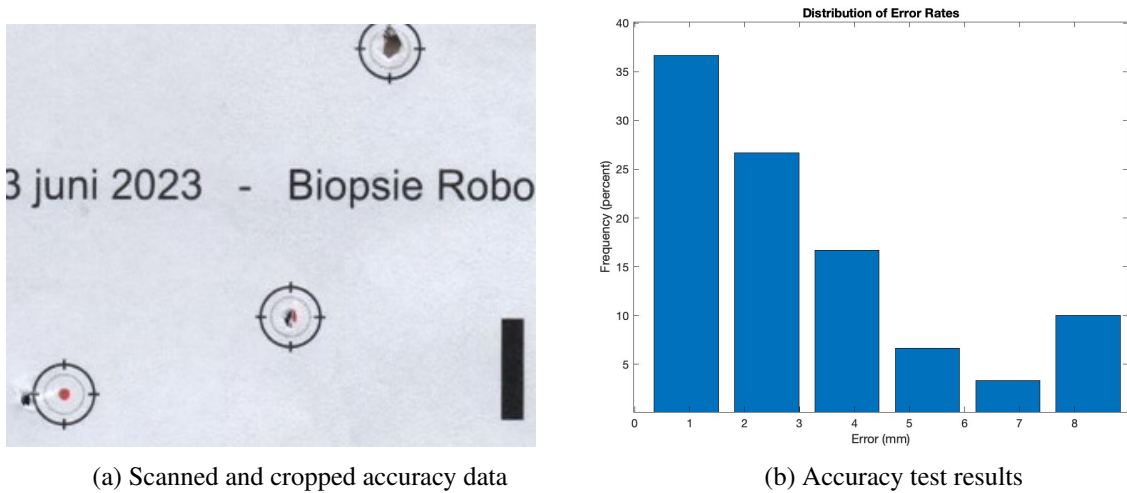 3 juni 2023 - Biopsie Robo
(a) Scanned and cropped accuracy data
Distribution of Error Rates
Frequency (percent)
40
35
30
25
20
15
10
5
0 1 2 3 4 5 6 7 8
Error (mm)
(b) Accuracy test results